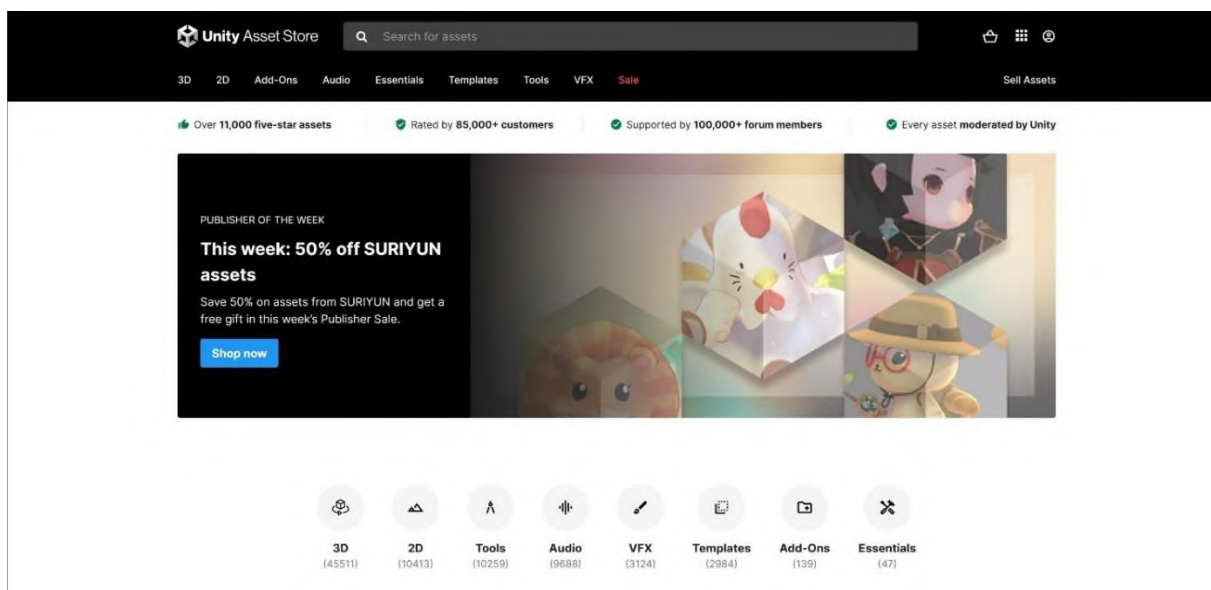 Unity Asset Store
Search for assets
3D 2D Add-Ons Audio Essentials Templates Tools VFX Sale Sell Assets
Over 11,000 five-star assets Rated by 85,000+ customers Supported by 100,000+ forum members Every asset moderated by Unity
PUBLISHER OF THE WEEK
This week: 50% off SURIYUN
assets
Save 50% on assets from SURIYUN and get a
free gift in this week's Publisher Sale.
Shop now
3D 2D Tools Audio VFX Templates Add-Ons Essentials
(45511) (10413) (10259) (9688) (3124) (2984) (139) (47)